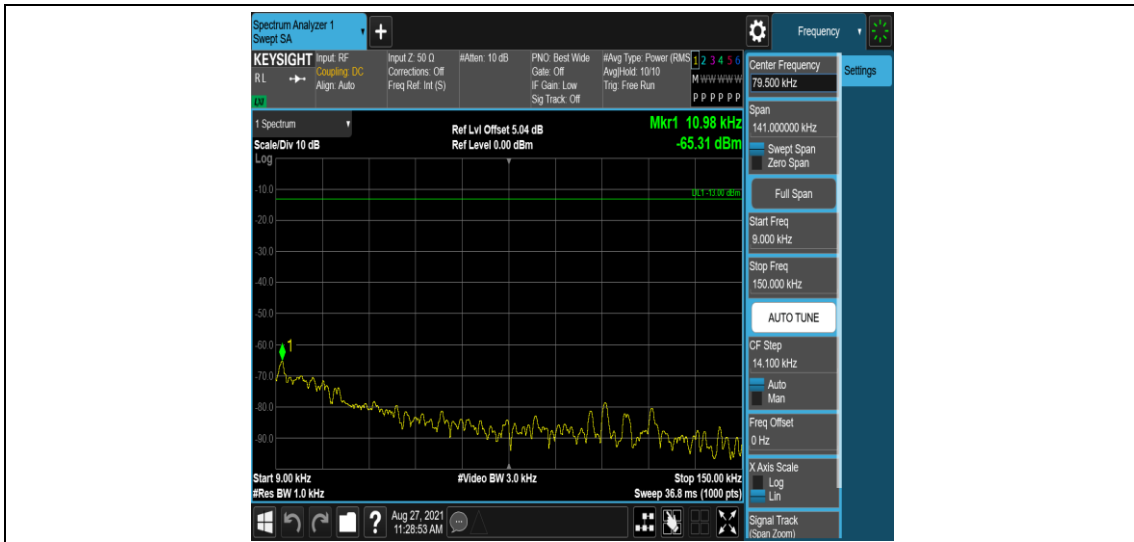 Spectrum Analyzer 1
Swept SA
+
Frequency
KEYSIGHT
RL
LM
Input: RF
Coupling: DC
Align: Auto
Input Z: 50 Ω
Corrections: Off
Freq Ref: Int (S)
#Atten: 10 dB
PNO: Best Wide
Gate: Off
IF Gain: Low
Sig Track: Off
#Avg Type: Power (RMS
Avg|Hold: 10/10
Trig: Free Run
1 2 3 4 5 6
M W W W W W
P P P P P P
1 Spectrum
Scale/Div 10 dB
Log
Ref Lvl Offset 5.04 dB
Ref Level 0.00 dBm
Mkr1 10.98 kHz
-65.31 dBm
DL1 -13.00 dBm
-10.0
-20.0
-30.0
-40.0
-50.0
-60.0
1
-70.0
-80.0
-90.0
Start 9.00 kHz
#Res BW 1.0 kHz
#Video BW 3.0 kHz
Stop 150.00 kHz
Sweep 36.8 ms (1000 pts)
Center Frequency
79.500 kHz
Settings
Span
141.000000 kHz
Swept Span
Zero Span
Full Span
Start Freq
9.000 kHz
Stop Freq
150.000 kHz
AUTO TUNE
CF Step
14.100 kHz
Auto
Man
Freq Offset
0 Hz
X Axis Scale
Log
Lin
Signal Track
(Span Zoom)
?
Aug 27, 2021
11:28:53 AM